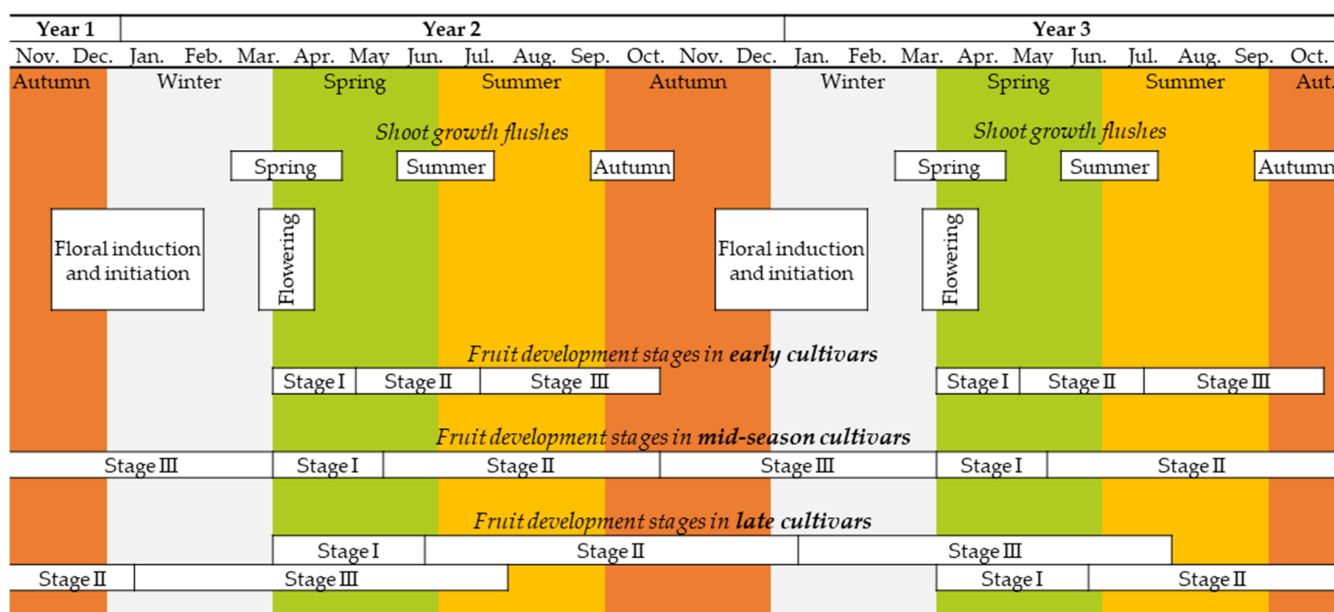 Year 1 Year 2 Year 3
Nov. Dec. Jan. Feb. Mar. Apr. May Jun. Jul. Aug. Sep. Oct. Nov. Dec. Jan. Feb. Mar. Apr. May Jun. Jul. Aug. Sep. Oct.
Autumn Winter Spring Summer Autumn Winter Spring Summer Aut.
Shoot growth flushes Shoot growth flushes
Spring Summer Autumn Spring Summer Autumn
Floral induction
and initiation
Flowering
Floral induction
and initiation
Flowering
Fruit development stages in early cultivars
Stage I Stage II Stage III Stage I Stage II Stage III
Fruit development stages in mid-season cultivars
Stage III Stage I Stage II Stage III Stage I Stage II
Fruit development stages in late cultivars
Stage I Stage II Stage III
Stage II Stage III Stage I Stage II